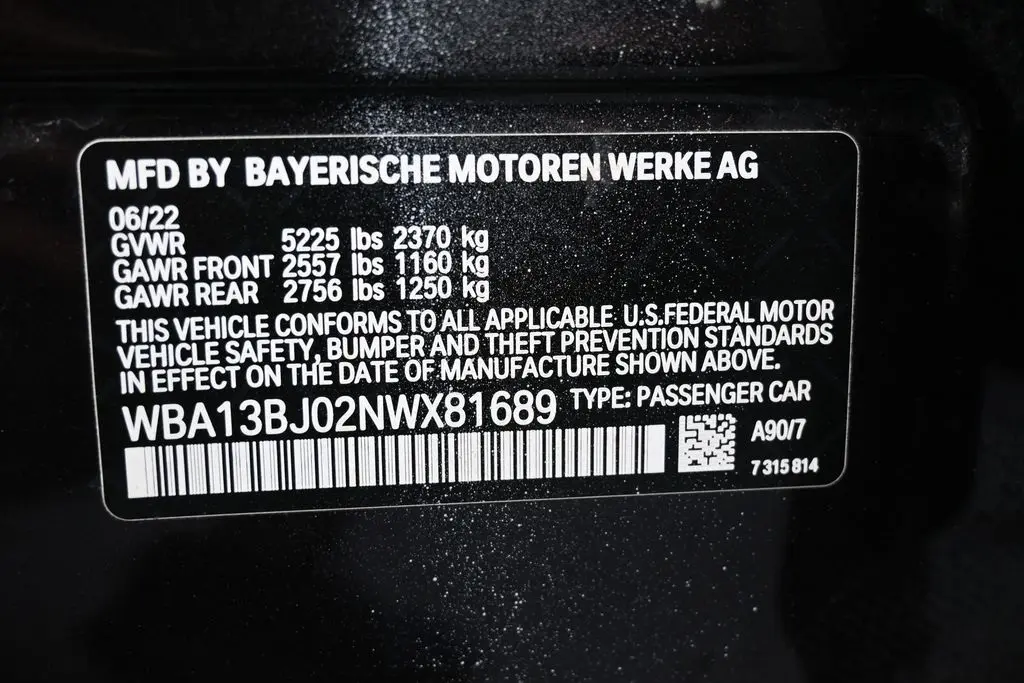 MFD BY BAYERISCHE MOTOREN WERKE AG
06/22
GVWR 5225 lbs 2370 kg
GAWR FRONT 2557 lbs 1160 kg
GAWR REAR 2756 lbs 1250 kg
THIS VEHICLE CONFORMS TO ALL APPLICABLE U.S.FEDERAL MOTOR
VEHICLE SAFETY, BUMPER AND THEFT PREVENTION STANDARDS
IN EFFECT ON THE DATE OF MANUFACTURE SHOWN ABOVE.
WBA13BJ02NWX81689 TYPE: PASSENGER CAR
A90/7
7 315 814